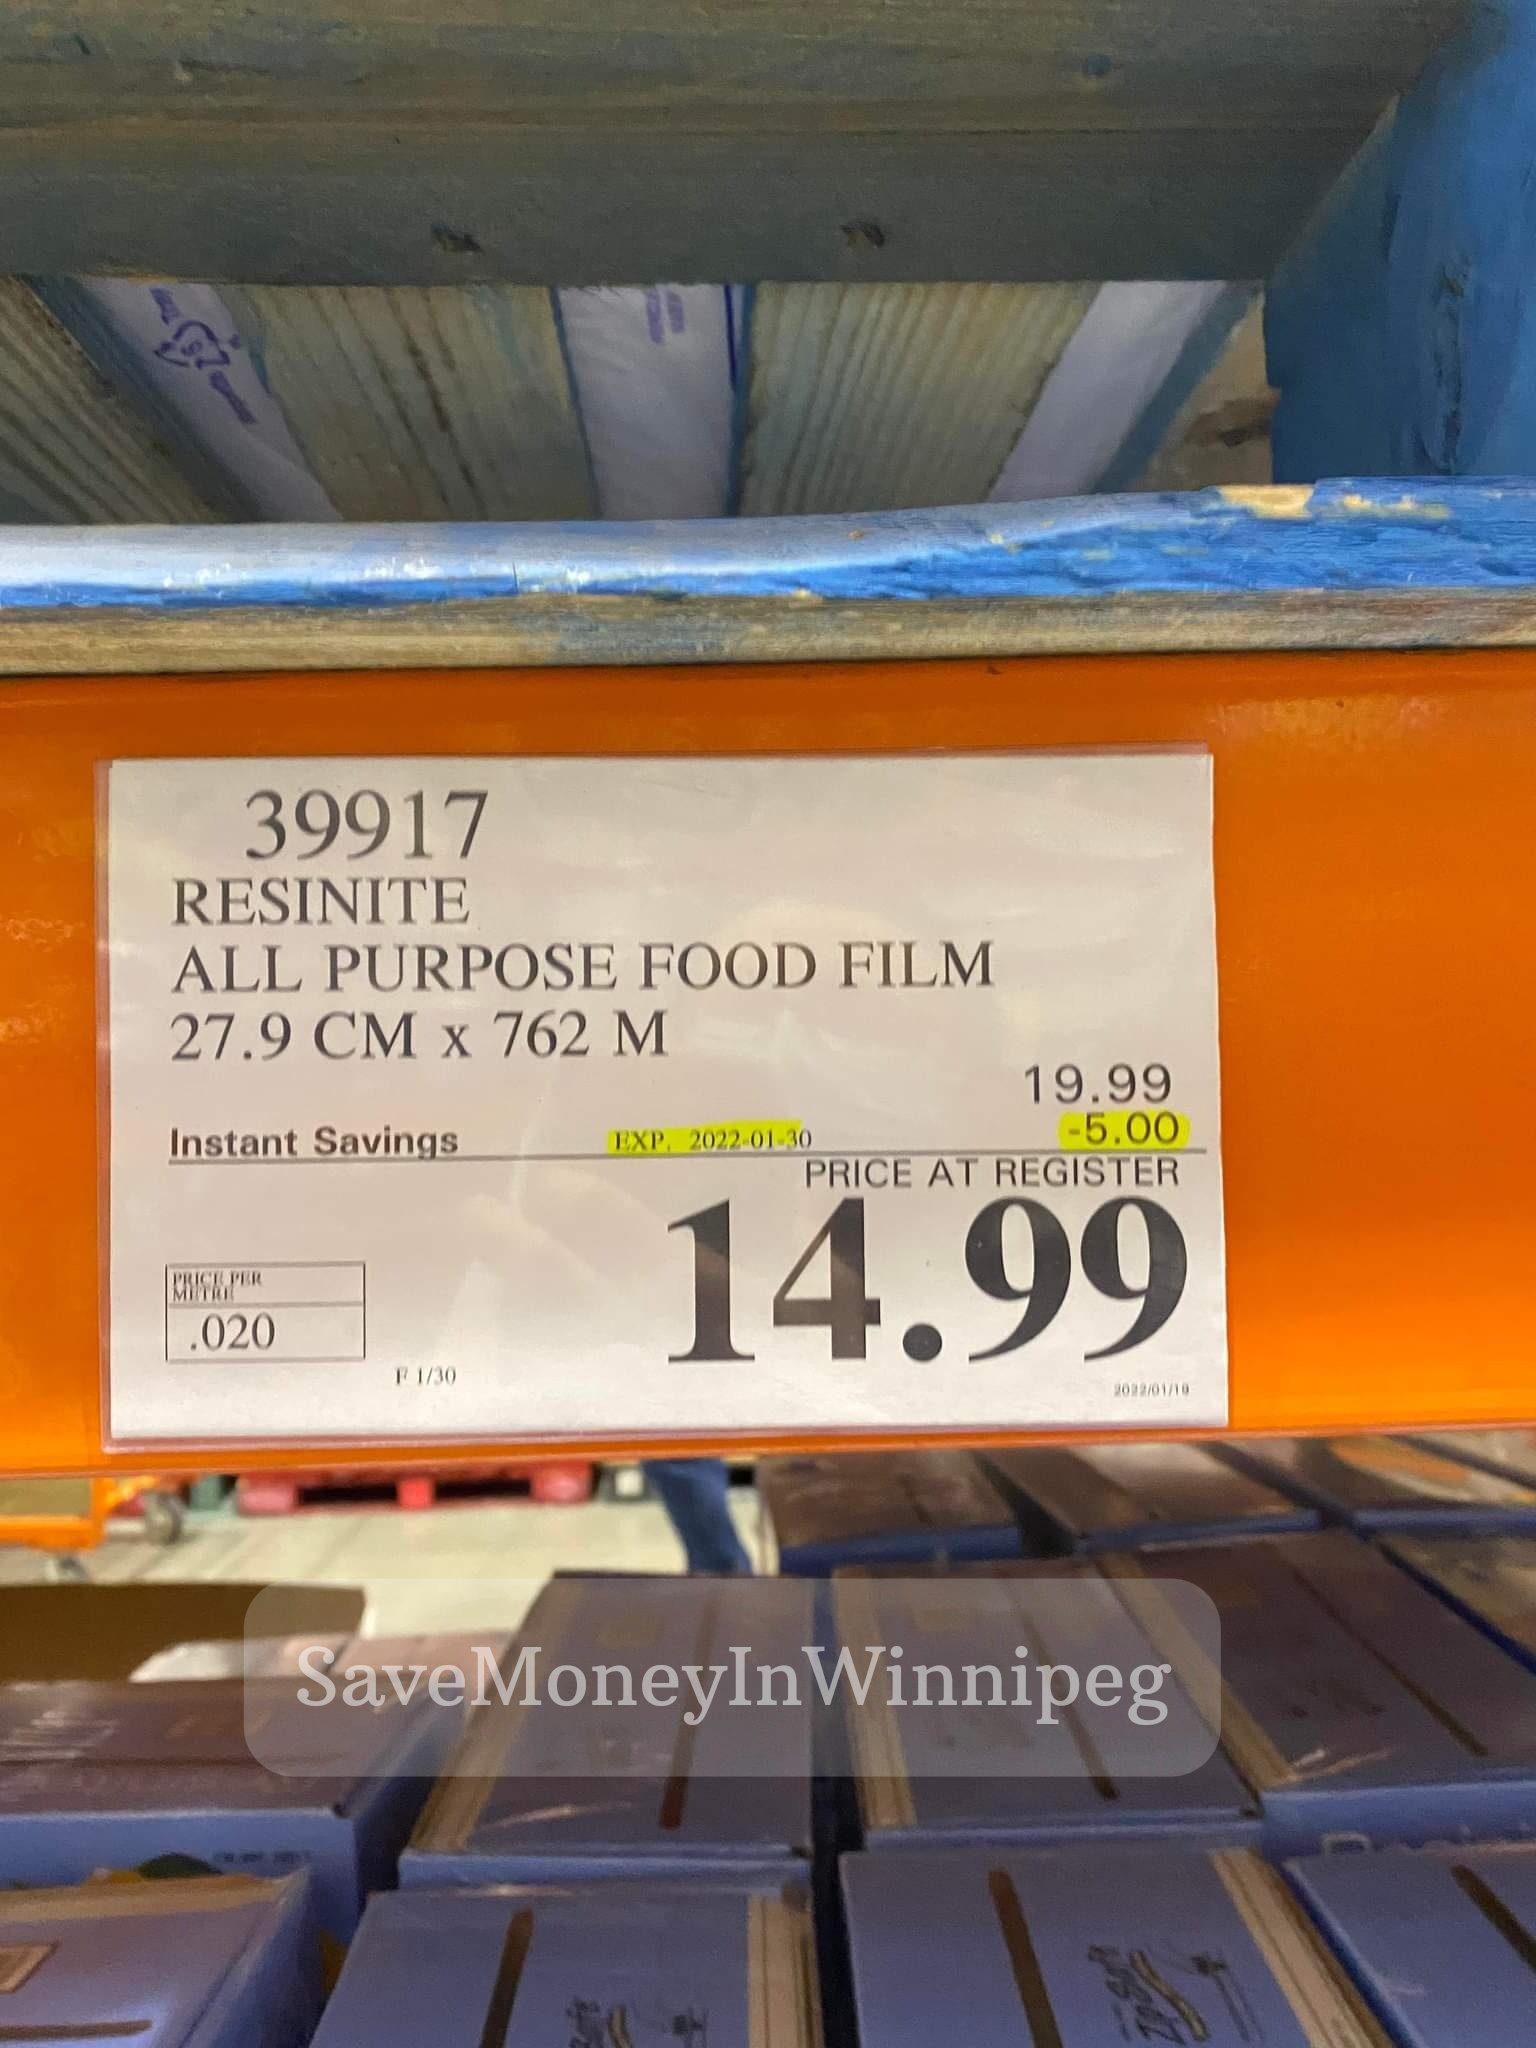 39917
RESINITE
ALL PURPOSE FOOD FILM
27.9 CM x 762 M
19.99
Instant Savings EXP. 2022-01-30 -5.00
PRICE AT REGISTER
14.99
PRICE PER
METRE
.020
F 1/30
2022/01/19
SaveMoneyInWinnipeg